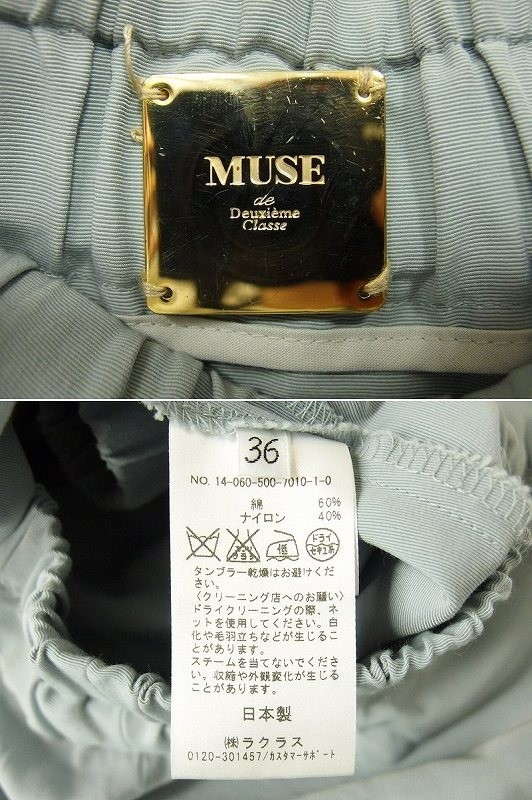 MUSE
de
Deuxième
Classe
36
NO. 14-060-500-7010-1-0
綿 60%
ナイロン 40%
低 ドライ セキユ系
タンブラー乾燥はお避けくださ
い。
〈クリーニング店へのお願い〉
ドライクリーニングの際、ネ
ットを使用してください。白
化や毛羽立ちなどが生じるこ
とがあります。
スチームを当てないでくださ
い。収縮や外観変化が生じる
ことがあります。
日本製
(株)ラクラス
0120-301457/カスタマーサポート